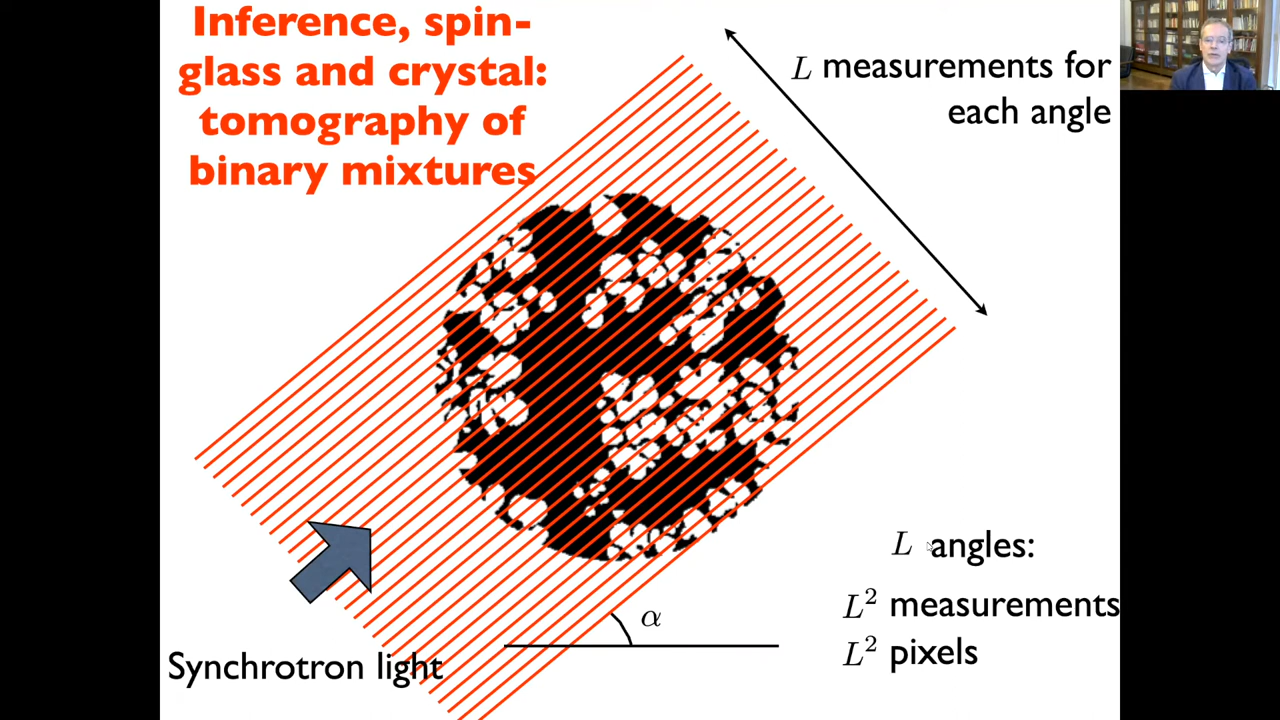 Inference, spin-
glass and crystal:
tomography of
binary mixtures
L measurements for
each angle
L angles:
L² measurements
L² pixels
α
Synchrotron light